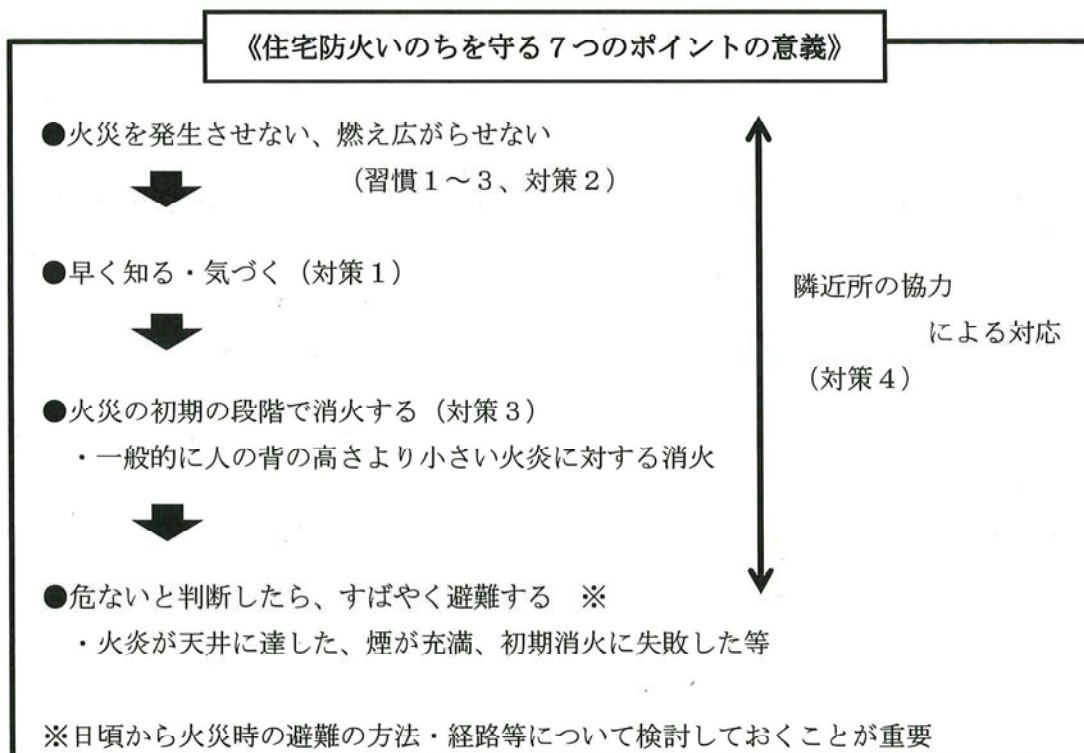 《住宅防火いのちを守る７つのポイントの意義》
●火災を発生させない、燃え広がらせない
（習慣１～３、対策２）
●早く知る・気づく（対策１）
●火災の初期の段階で消火する（対策３）
・一般的に人の背の高さより小さい火炎に対する消火
●危ないと判断したら、すばやく避難する　※
・火炎が天井に達した、煙が充満、初期消火に失敗した等
隣近所の協力
による対応
（対策４）
※日頃から火災時の避難の方法・経路等について検討しておくことが重要